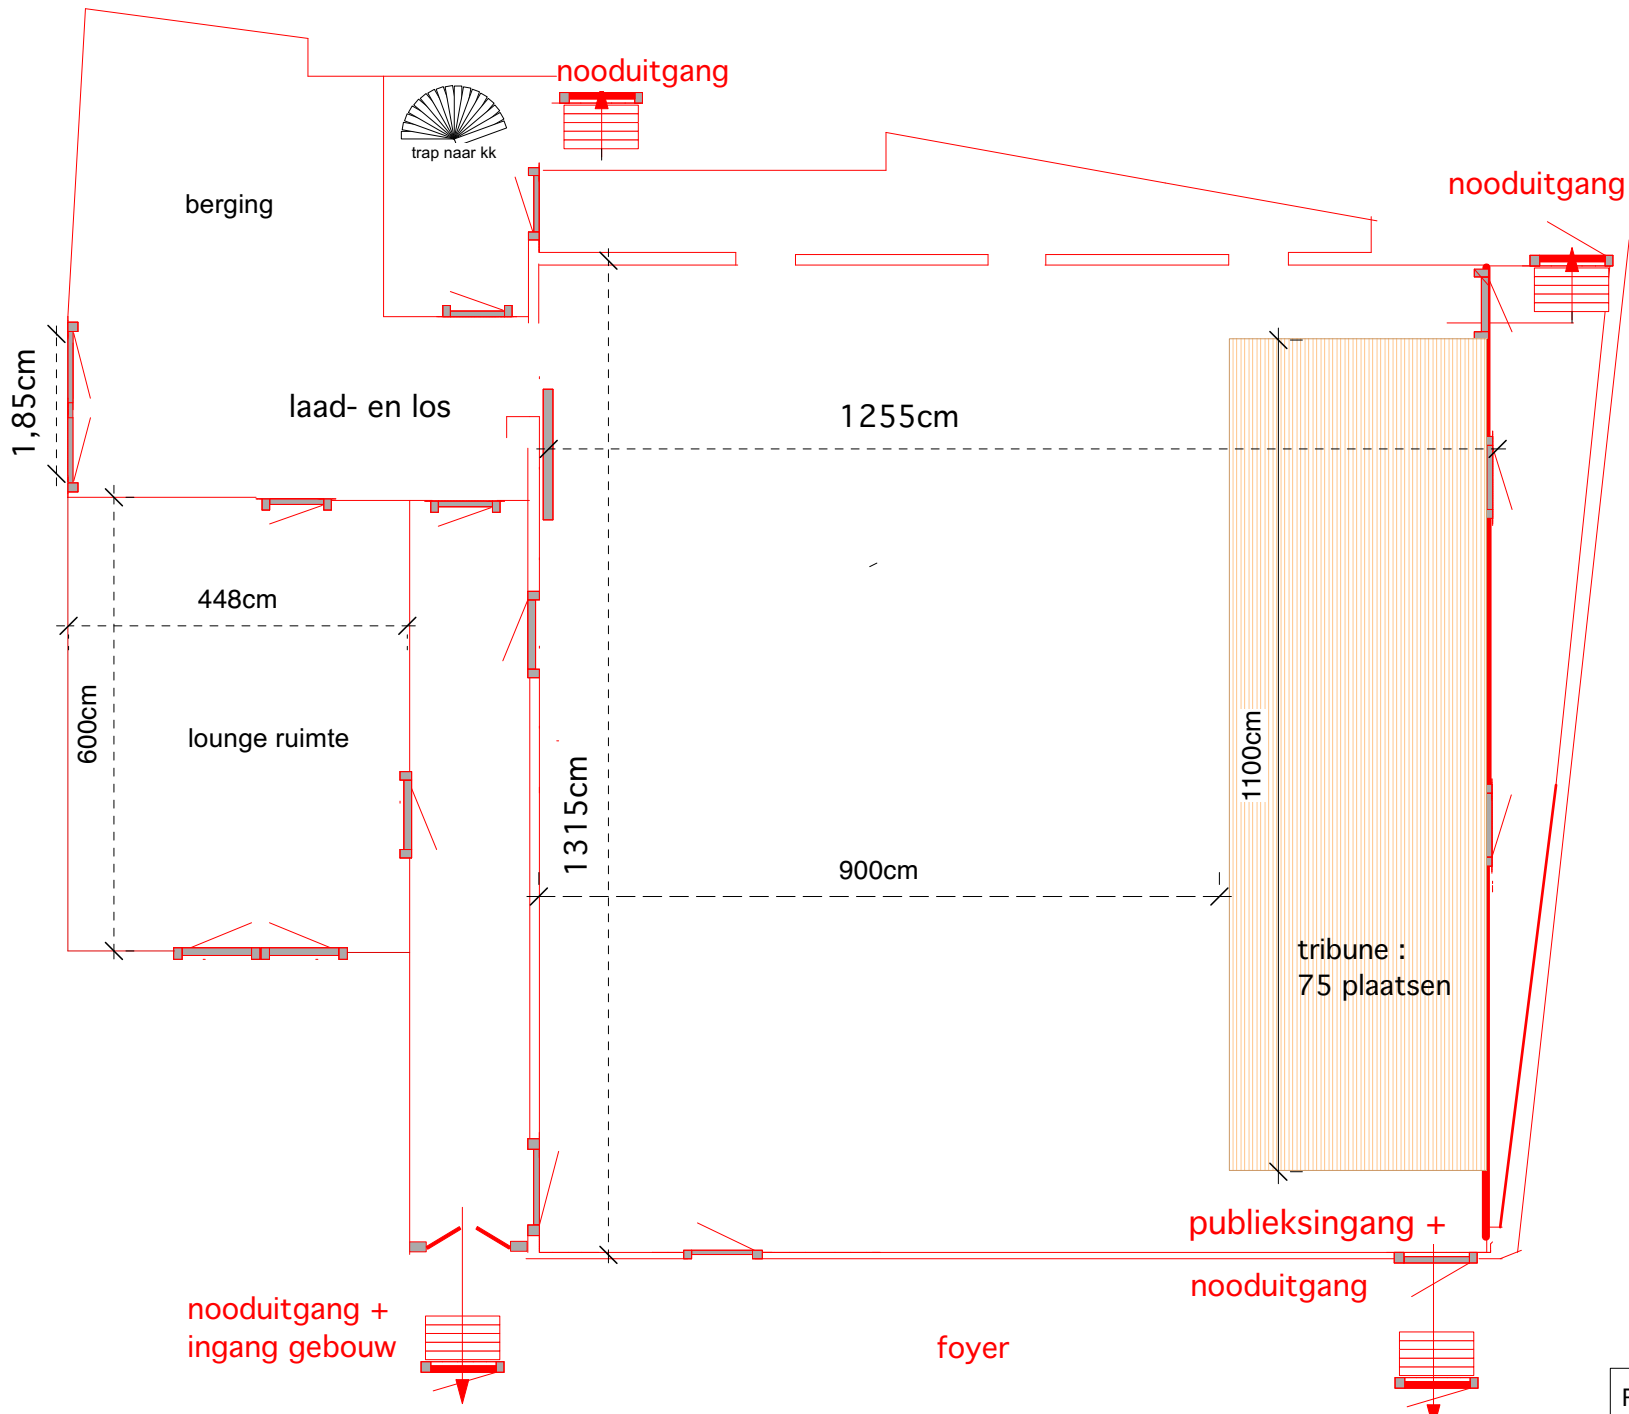 nooduitgang
trap naar kk
nooduitgang
berging
1,85cm
laad- en los
1255cm
448cm
600cm
lounge ruimte
1315cm
1100cm
900cm
tribune :
75 plaatsen
publieksingang +
nooduitgang
nooduitgang +
ingang gebouw
foyer